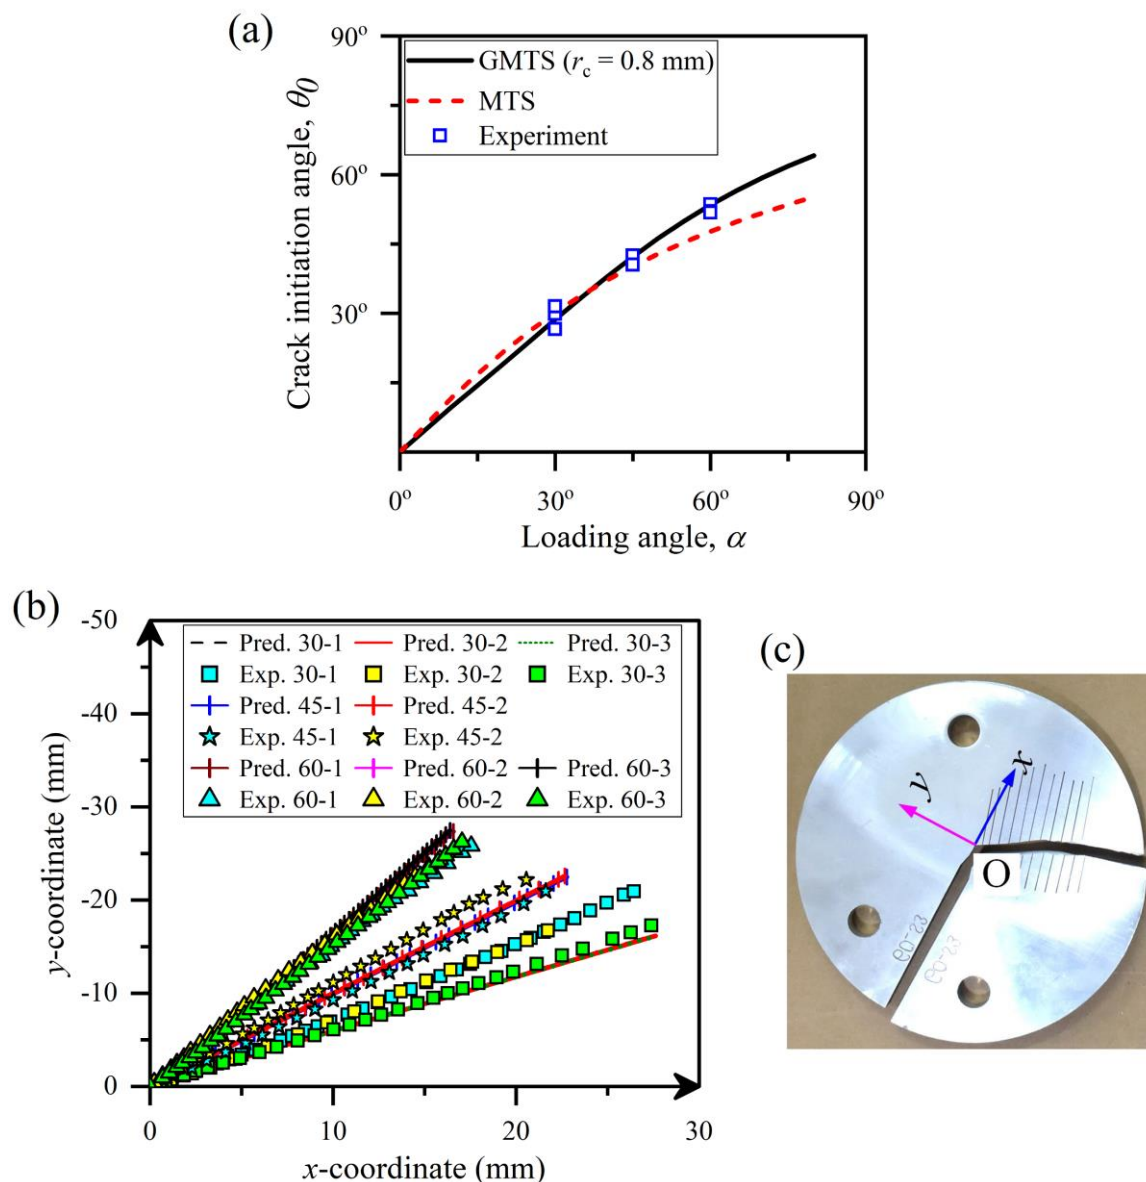 (a)
90°
60°
30°
Crack initiation angle, θ0
GMTS (rc = 0.8 mm)
MTS
Experiment
0° 30° 60° 90°
Loading angle, α
(b)
-50
-40
-30
-20
-10
0
y-coordinate (mm)
Pred. 30-1 Pred. 30-2 Pred. 30-3
Exp. 30-1 Exp. 30-2 Exp. 30-3
Pred. 45-1 Pred. 45-2
Exp. 45-1 Exp. 45-2
Pred. 60-1 Pred. 60-2 Pred. 60-3
Exp. 60-1 Exp. 60-2 Exp. 60-3
0 10 20 30
x-coordinate (mm)
(c)
x
y
O